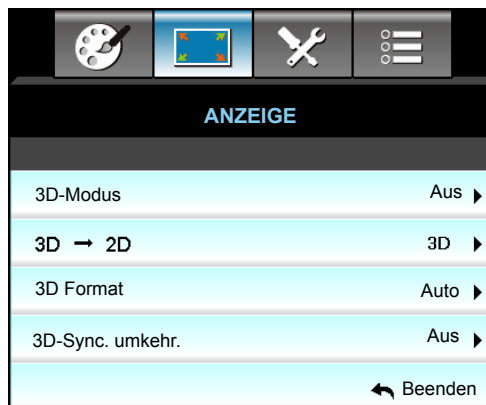 ANZEIGE
3D-Modus Aus
3D → 2D 3D
3D Format Auto
3D-Sync. umkehr. Aus
Beenden